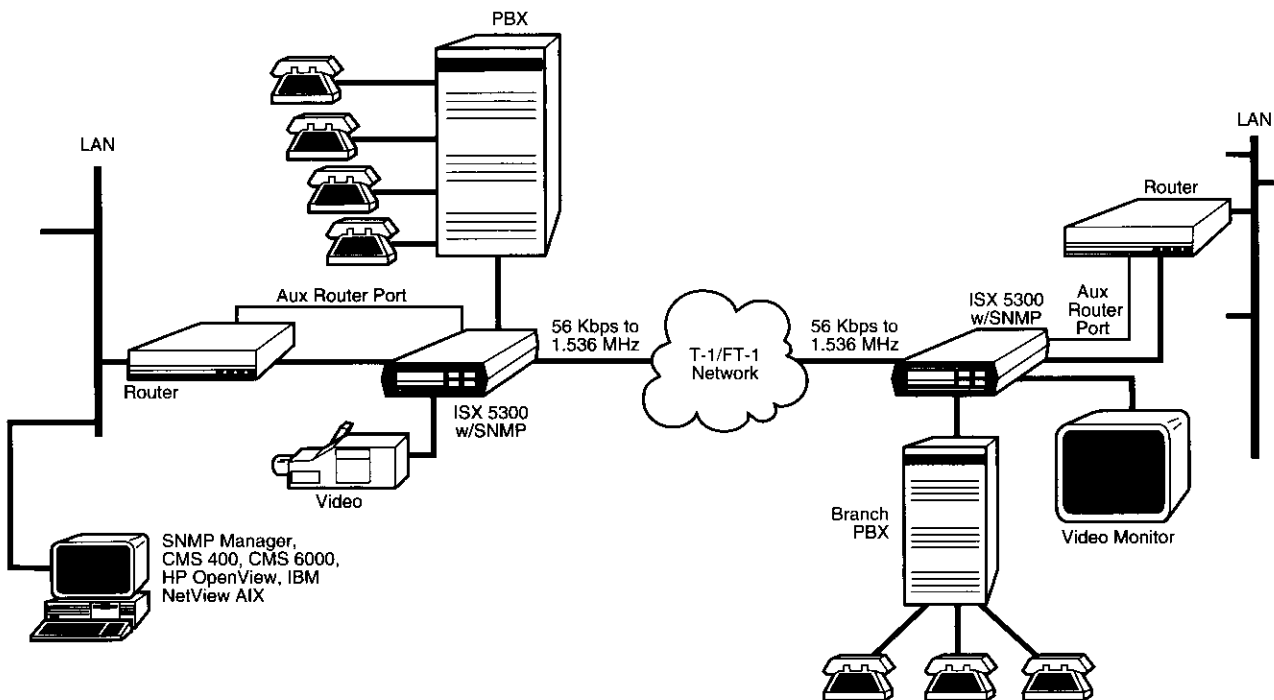 PBX
LAN
LAN
Router
Aux Router Port
Aux
Router
Port
ISX 5300
w/SNMP
56 Kbps to
1.536 MHz
T-1/FT-1
Network
56 Kbps to
1.536 MHz
Router
ISX 5300
w/SNMP
Video
Branch
PBX
Video Monitor
SNMP Manager,
CMS 400, CMS 6000,
HP OpenView, IBM
NetView AIX